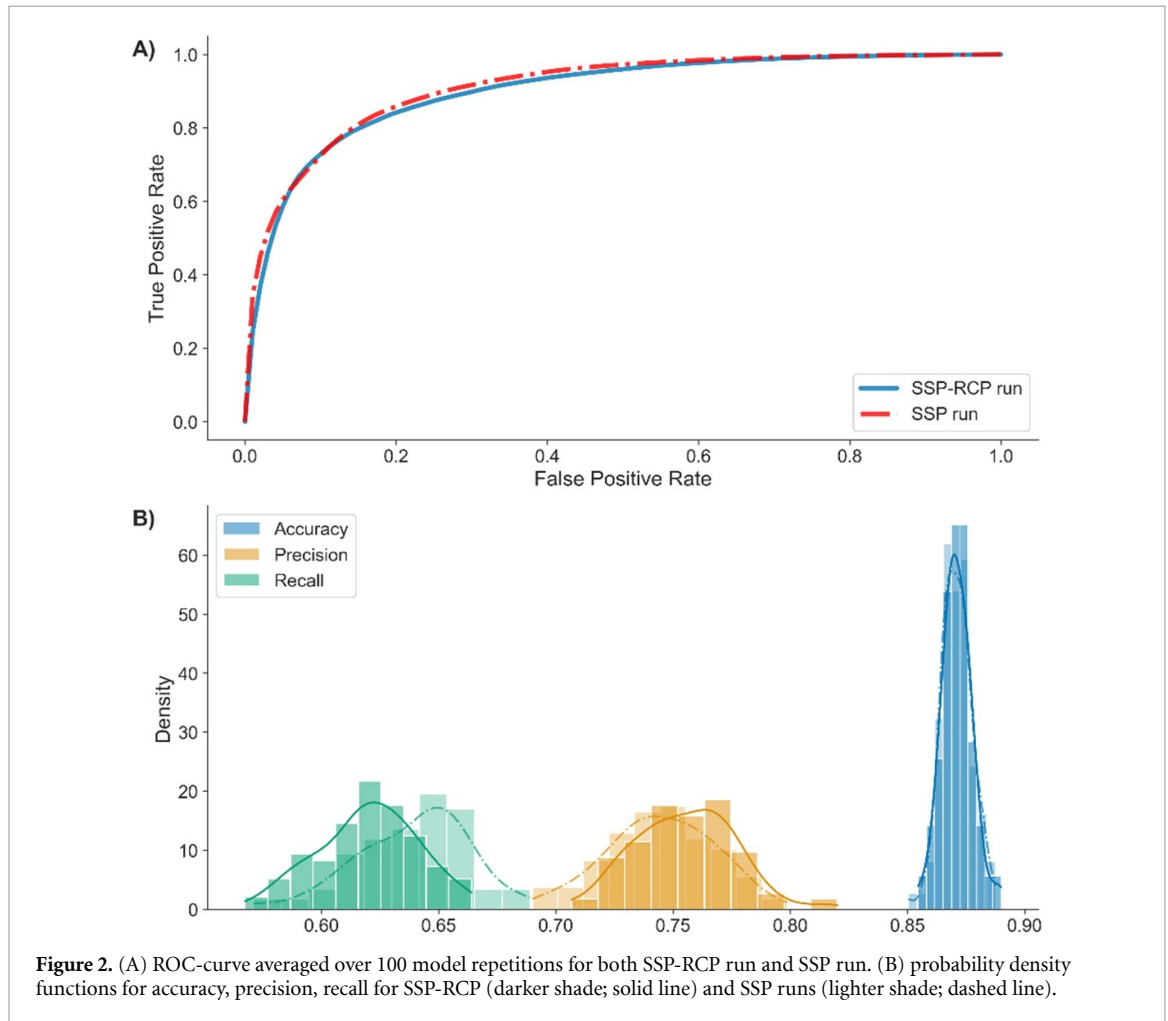 A)
1.0
0.8
0.6
0.4
0.2
0.0
True Positive Rate
SSP-RCP run
SSP run
0.0 0.2 0.4 0.6 0.8 1.0
False Positive Rate
B)
Accuracy
Precision
Recall
60
50
40
30
20
10
0
Density
0.60 0.65 0.70 0.75 0.80 0.85 0.90
Figure 2. (A) ROC-curve averaged over 100 model repetitions for both SSP-RCP run and SSP run. (B) probability density
functions for accuracy, precision, recall for SSP-RCP (darker shade; solid line) and SSP runs (lighter shade; dashed line).